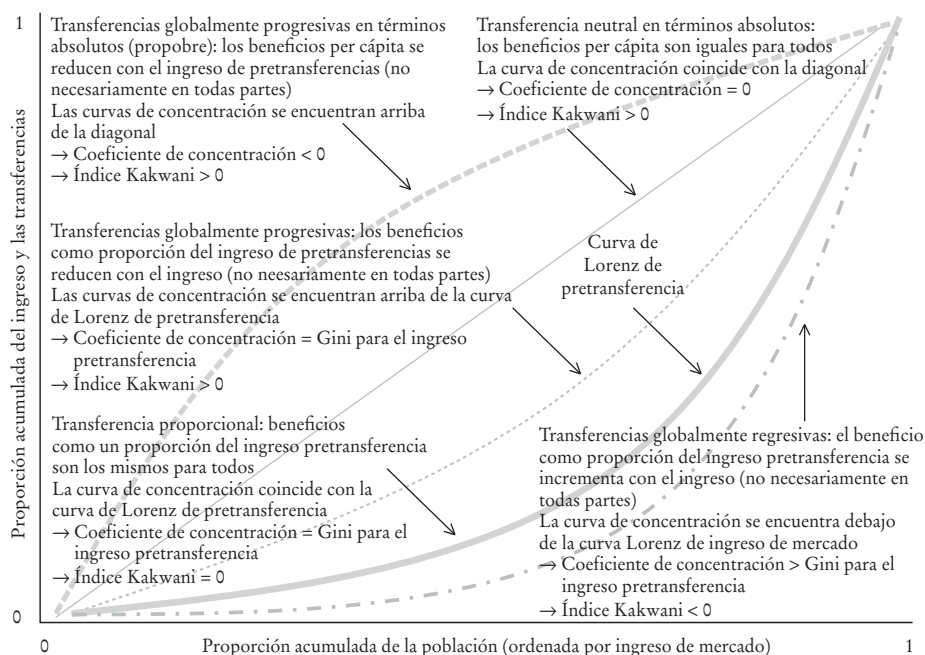 1
Transferencias globalmente progresivas en términos
absolutos (propobre): los beneficios per cápita se
reducen con el ingreso de pretransferencias (no
necesariamente en todas partes)
Las curvas de concentración se encuentran arriba
de la diagonal
→ Coeficiente de concentración < 0
→ Índice Kakwani > 0
Transferencia neutral en términos absolutos:
los beneficios per cápita son iguales para todos
La curva de concentración coincide con la diagonal
→ Coeficiente de concentración = 0
→ Índice Kakwani > 0
Transferencias globalmente progresivas: los beneficios
como proporción del ingreso de pretransferencias se
reducen con el ingreso (no neesariamente en todas partes)
Las curvas de concentración se encuentran arriba de la curva
de Lorenz de pretransferencia
→ Coeficiente de concentración = Gini para el ingreso
pretransferencia
→ Índice Kakwani > 0
Curva de
Lorenz de
pretransferencia
Transferencia proporcional: beneficios
como un proporción del ingreso pretransferencia
son los mismos para todos
La curva de concentración coincide con la
curva de Lorenz de pretransferencia
→ Coeficiente de concentración = Gini para el
ingreso pretransferencia
→ Índice Kakwani = 0
Transferencias globalmente regresivas: el beneficio
como proporción del ingreso pretransferencia se
incrementa con el ingreso (no necesariamente en
todas partes)
La curva de concentración se encuentra debajo
de la curva Lorenz de ingreso de mercado
→ Coeficiente de concentración > Gini para el
ingreso pretransferencia
→ Índice Kakwani < 0
Proporción acumulada del ingreso y las transferencias
0
0
Proporción acumulada de la población (ordenada por ingreso de mercado)
1